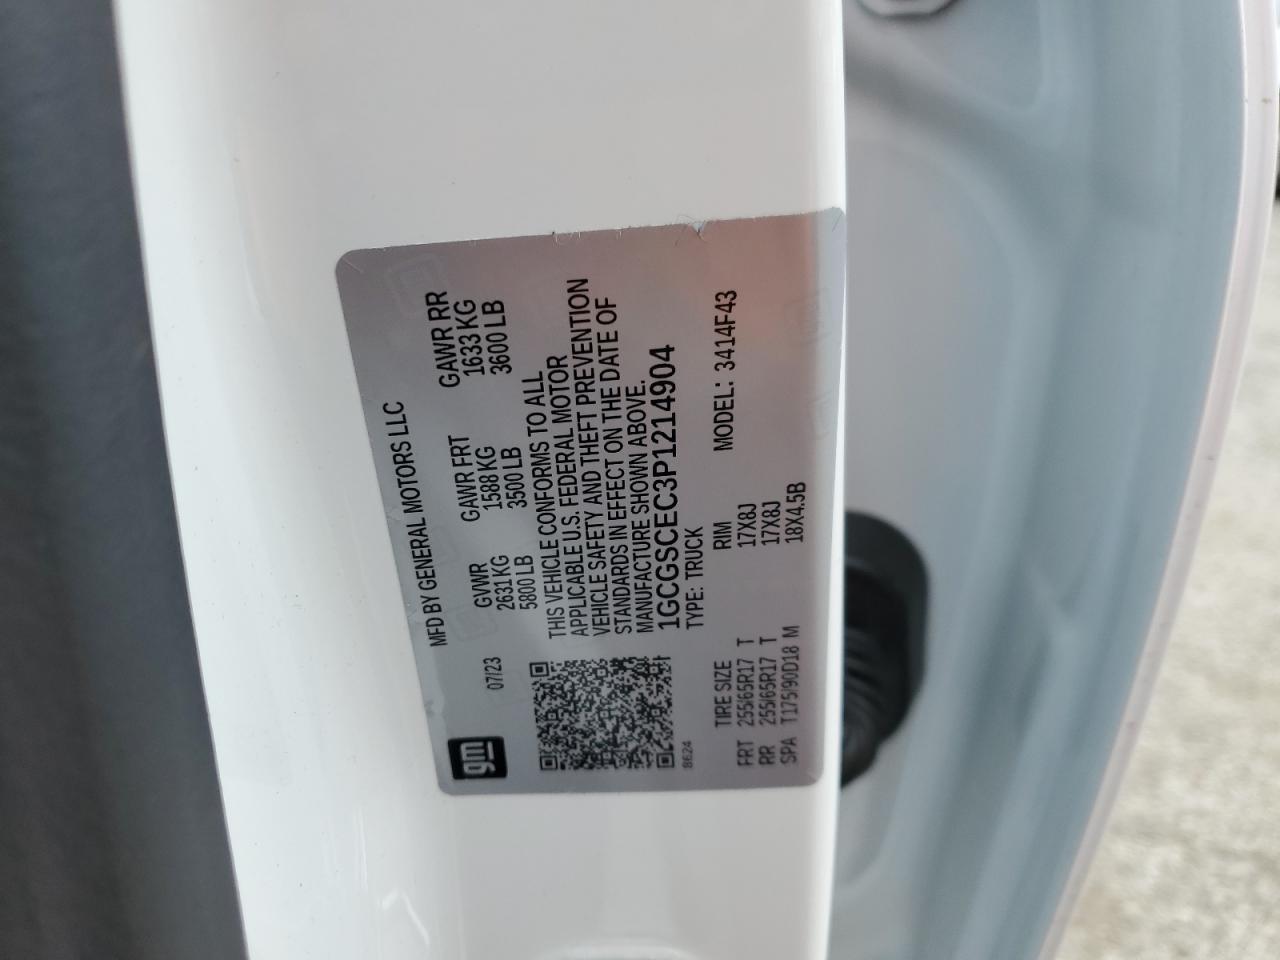 MFD BY GENERAL MOTORS LLC
gm
07/23
GVWR GAWR FRT GAWR RR
2631 KG 1588 KG 1633 KG
5800 LB 3500 LB 3600 LB
THIS VEHICLE CONFORMS TO ALL
APPLICABLE U.S. FEDERAL MOTOR
VEHICLE SAFETY AND THEFT PREVENTION
STANDARDS IN EFFECT ON THE DATE OF
MANUFACTURE SHOWN ABOVE.
1GCGSCEC3P1214904
8624
TYPE: TRUCK
MODEL: 3414F43
TIRE SIZE RIM
FRT 255/65R17 T 17X8J
RR 255/65R17 T 17X8J
SPA T175/90D18 M 18X4.5B